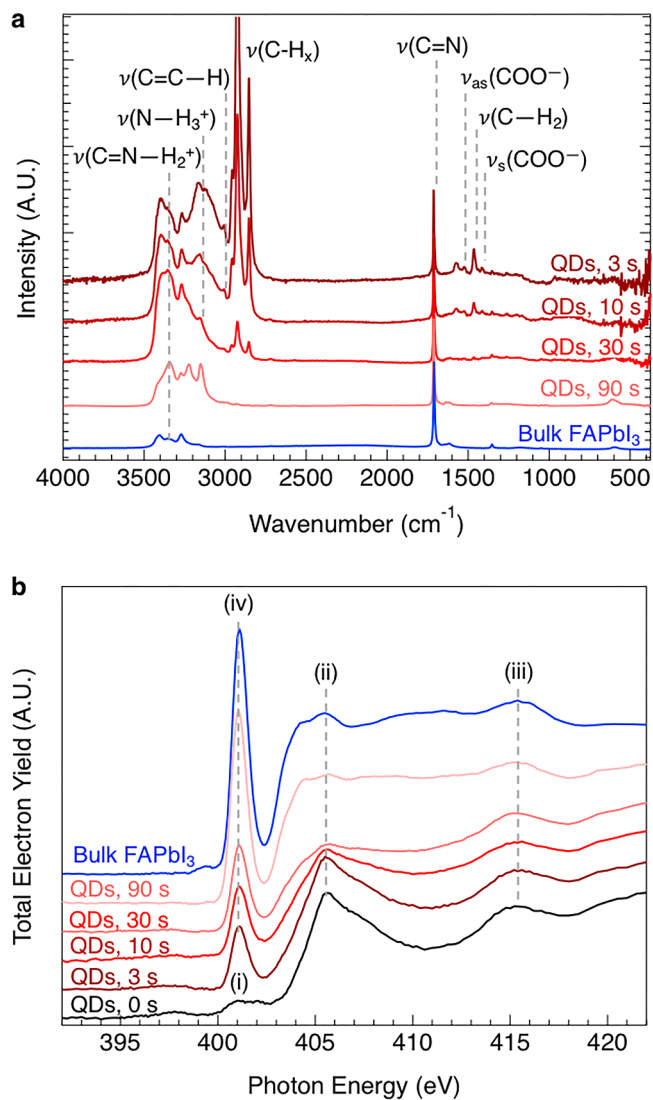 a
ν(C-Hₓ)
ν(C=N)
ν(C=C—H)
νas(COO⁻)
ν(N—H₃⁺)
ν(C—H₂)
ν(C=N—H₂⁺)
νs(COO⁻)
Intensity (A.U.)
QDs, 3 s
QDs, 10 s
QDs, 30 s
QDs, 90 s
Bulk FAPbI₃
4000 3500 3000 2500 2000 1500 1000 500
Wavenumber (cm⁻¹)
b
(iv)
(ii)
(iii)
Total Electron Yield (A.U.)
Bulk FAPbI₃
QDs, 90 s
QDs, 30 s
QDs, 10 s
QDs, 3 s
(i)
QDs, 0 s
395 400 405 410 415 420
Photon Energy (eV)